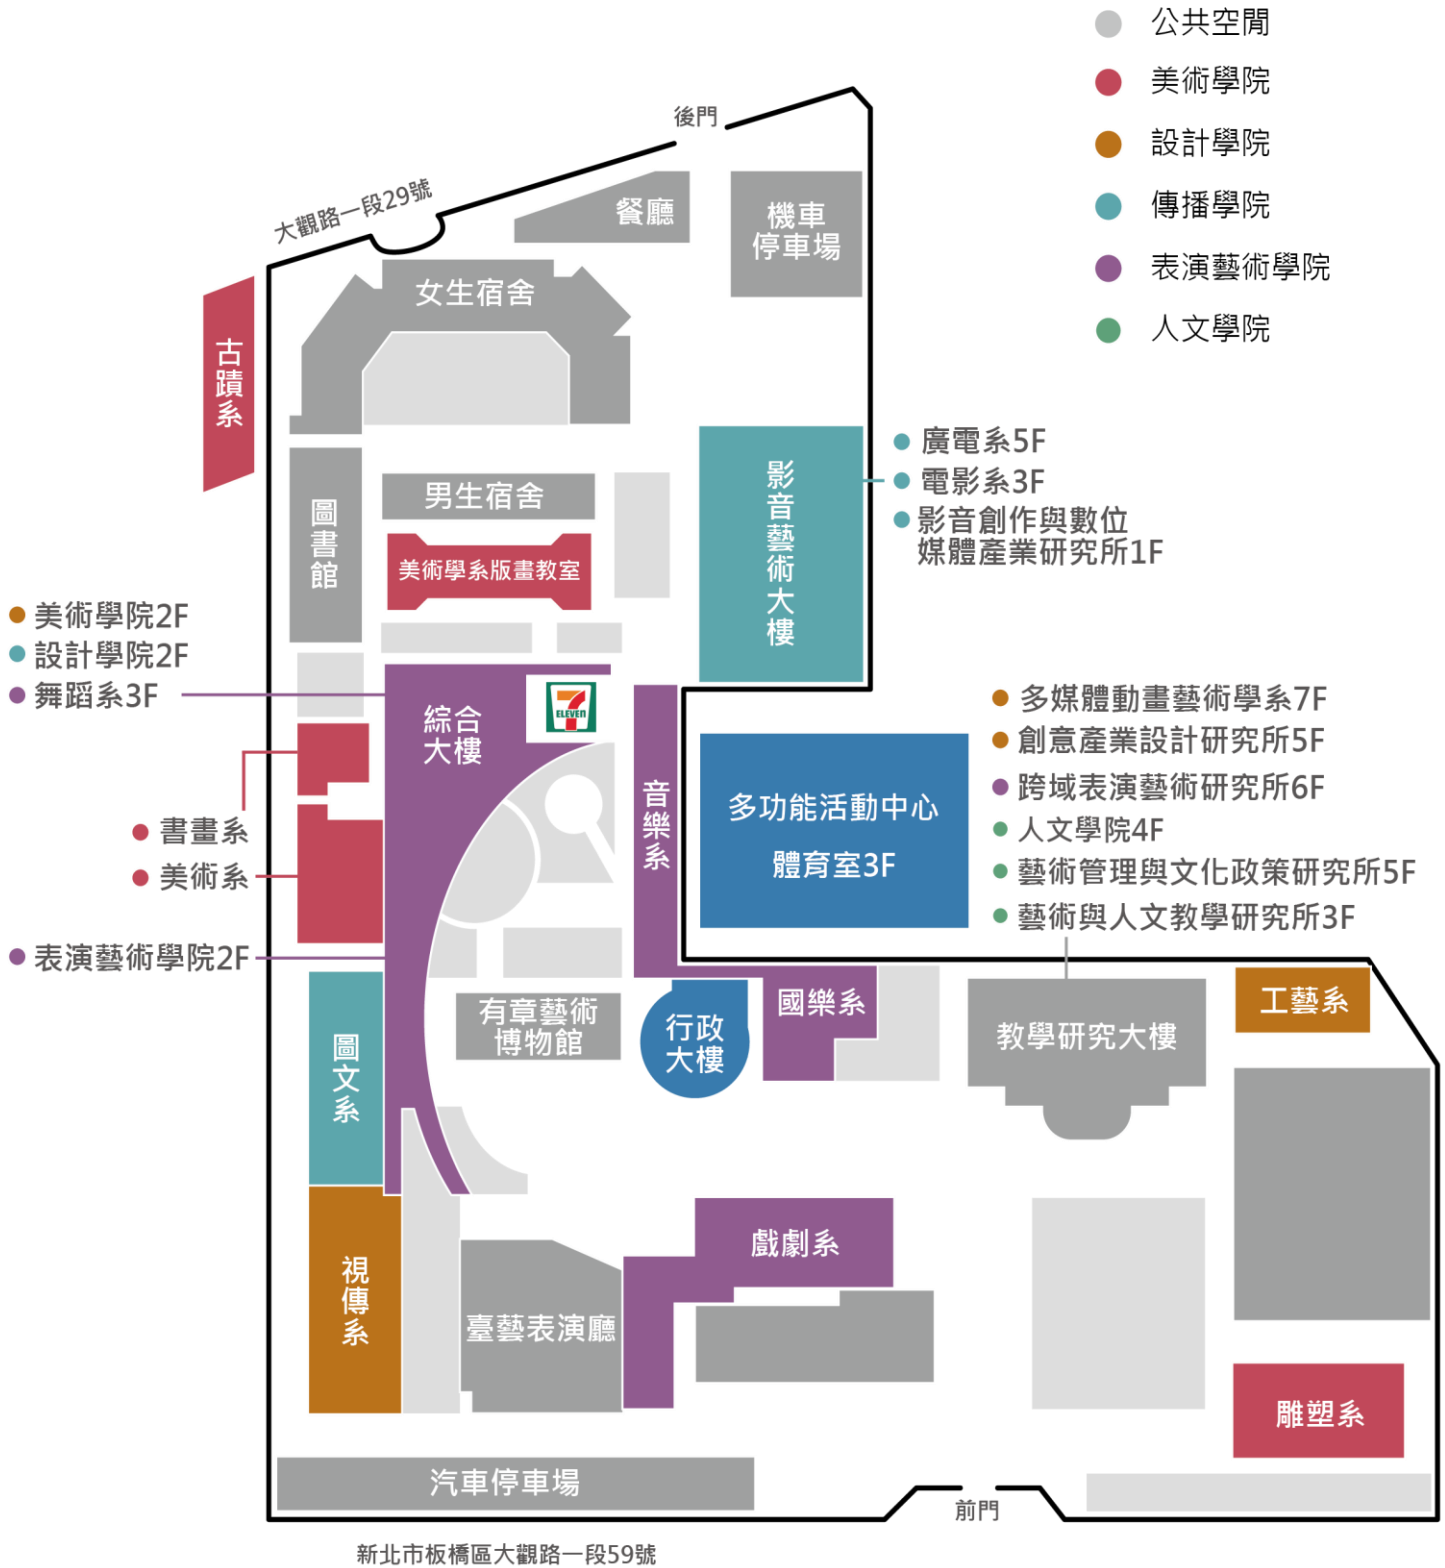 公共空間
美術學院
設計學院
傳播學院
表演藝術學院
人文學院
後門
大觀路一段29號
餐廳
機車
停車場
女生宿舍
古蹟系
圖書館
男生宿舍
美術學系版畫教室
影音藝術大樓
廣電系5F
電影系3F
影音創作與數位
媒體產業研究所1F
美術學院2F
設計學院2F
舞蹈系3F
綜合
大樓
7
ELEVEN
音樂系
多功能活動中心
體育室3F
多媒體動畫藝術學系7F
創意產業設計研究所5F
跨域表演藝術研究所6F
人文學院4F
藝術管理與文化政策研究所5F
藝術與人文教學研究所3F
書畫系
美術系
表演藝術學院2F
圖文系
有章藝術
博物館
行政
大樓
國樂系
教學研究大樓
工藝系
視傳系
臺藝表演廳
戲劇系
雕塑系
汽車停車場
前門
新北市板橋區大觀路一段59號